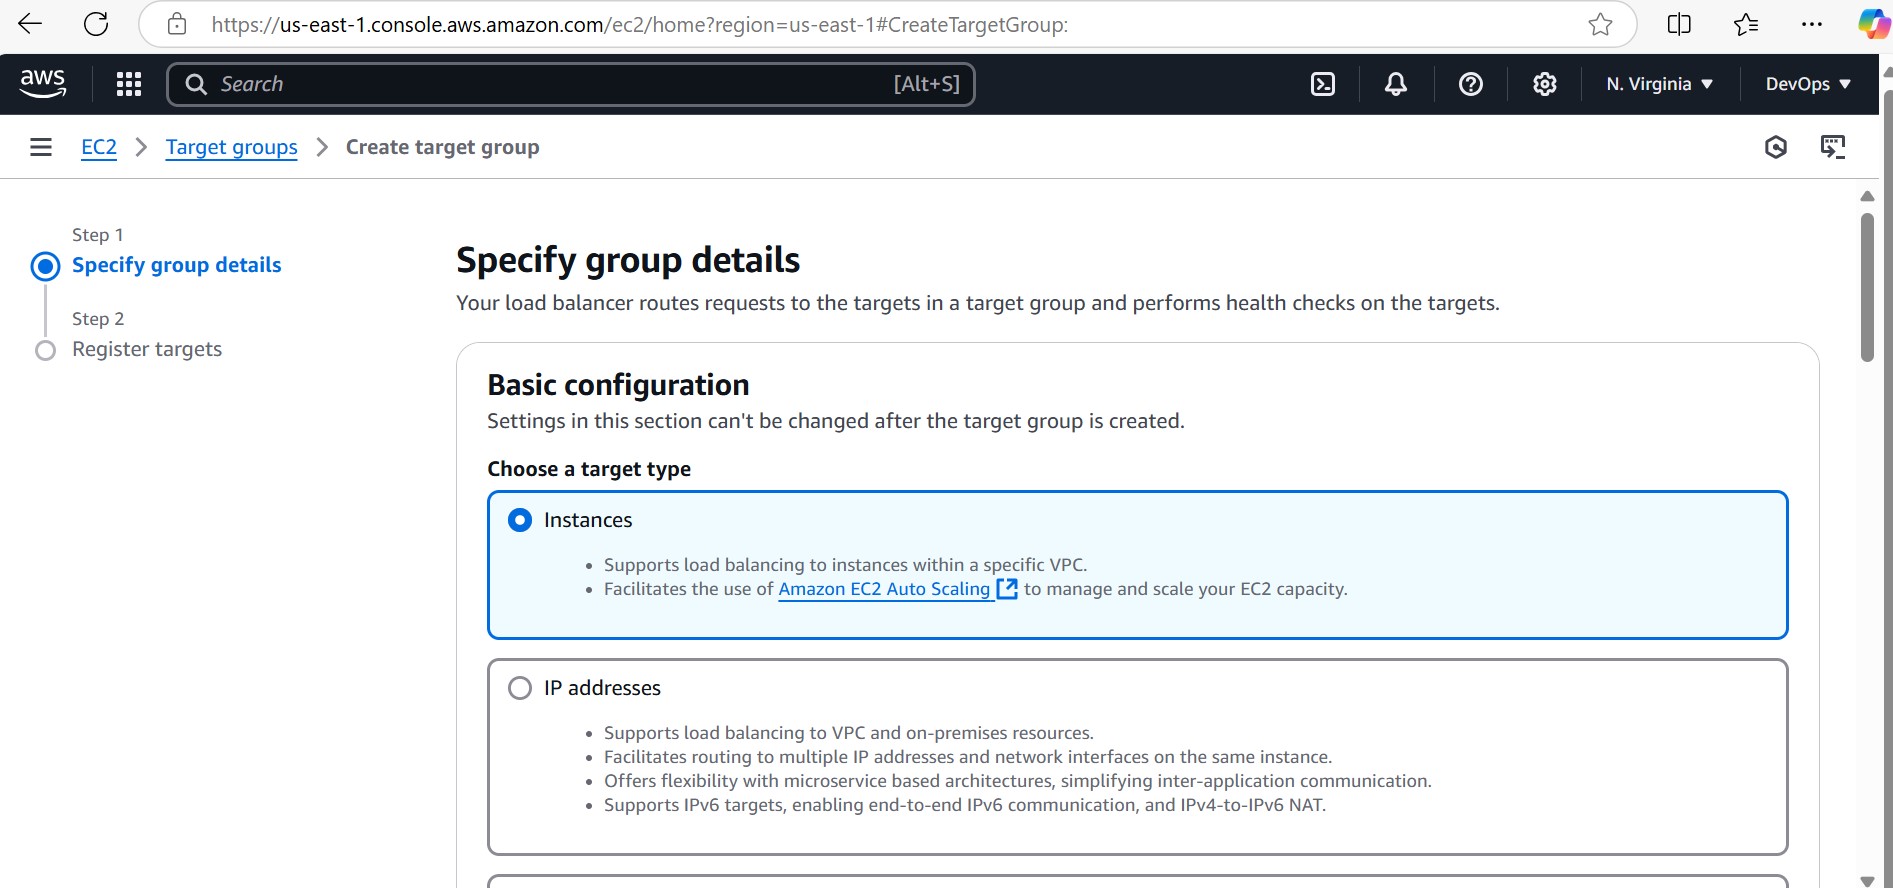 https://us-east-1.console.aws.amazon.com/ec2/home?region=us-east-1#CreateTargetGroup:
aws
Search
[Alt+S]
N. Virginia
DevOps
EC2
Target groups
Create target group
Step 1
Specify group details
Step 2
Register targets
Specify group details
Your load balancer routes requests to the targets in a target group and performs health checks on the targets.
Basic configuration
Settings in this section can't be changed after the target group is created.
Choose a target type
Instances
Supports load balancing to instances within a specific VPC.
Facilitates the use of Amazon EC2 Auto Scaling to manage and scale your EC2 capacity.
IP addresses
Supports load balancing to VPC and on-premises resources.
Facilitates routing to multiple IP addresses and network interfaces on the same instance.
Offers flexibility with microservice based architectures, simplifying inter-application communication.
Supports IPv6 targets, enabling end-to-end IPv6 communication, and IPv4-to-IPv6 NAT.